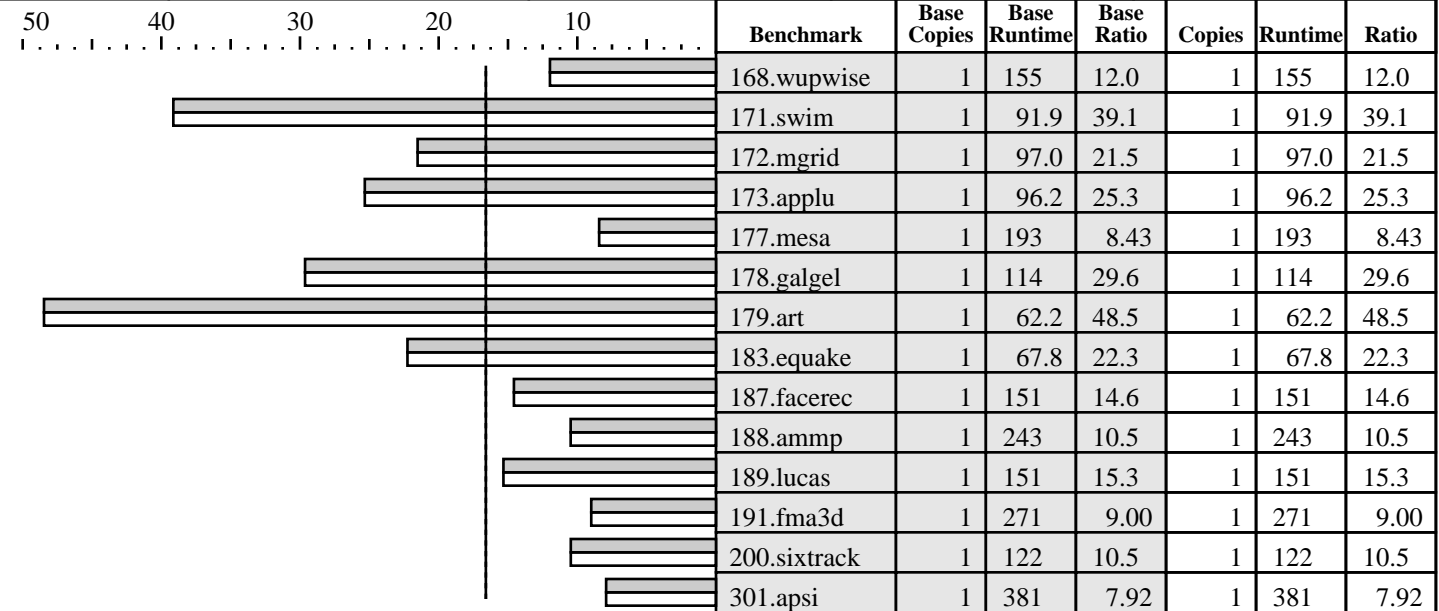 50 40 30 20 10
Benchmark Base Copies Base Runtime Base Ratio Copies Runtime Ratio
168.wupwise 1 155 12.0 1 155 12.0
171.swim 1 91.9 39.1 1 91.9 39.1
172.mgrid 1 97.0 21.5 1 97.0 21.5
173.applu 1 96.2 25.3 1 96.2 25.3
177.mesa 1 193 8.43 1 193 8.43
178.galgel 1 114 29.6 1 114 29.6
179.art 1 62.2 48.5 1 62.2 48.5
183.equake 1 67.8 22.3 1 67.8 22.3
187.facerec 1 151 14.6 1 151 14.6
188.ammp 1 243 10.5 1 243 10.5
189.lucas 1 151 15.3 1 151 15.3
191.fma3d 1 271 9.00 1 271 9.00
200.sixtrack 1 122 10.5 1 122 10.5
301.apsi 1 381 7.92 1 381 7.92